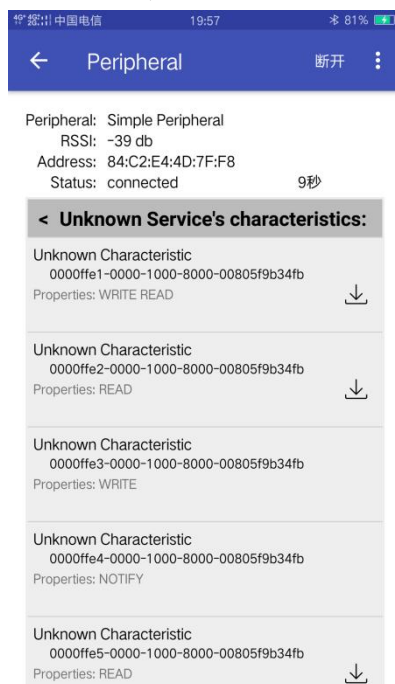 中国电信 19:57 81%
Peripheral 断开
Peripheral: Simple Peripheral
RSSI: -39 db
Address: 84:C2:E4:4D:7F:F8
Status: connected 9秒
< Unknown Service's characteristics:
Unknown Characteristic
0000ffe1-0000-1000-8000-00805f9b34fb
Properties: WRITE READ
Unknown Characteristic
0000ffe2-0000-1000-8000-00805f9b34fb
Properties: READ
Unknown Characteristic
0000ffe3-0000-1000-8000-00805f9b34fb
Properties: WRITE
Unknown Characteristic
0000ffe4-0000-1000-8000-00805f9b34fb
Properties: NOTIFY
Unknown Characteristic
0000ffe5-0000-1000-8000-00805f9b34fb
Properties: READ